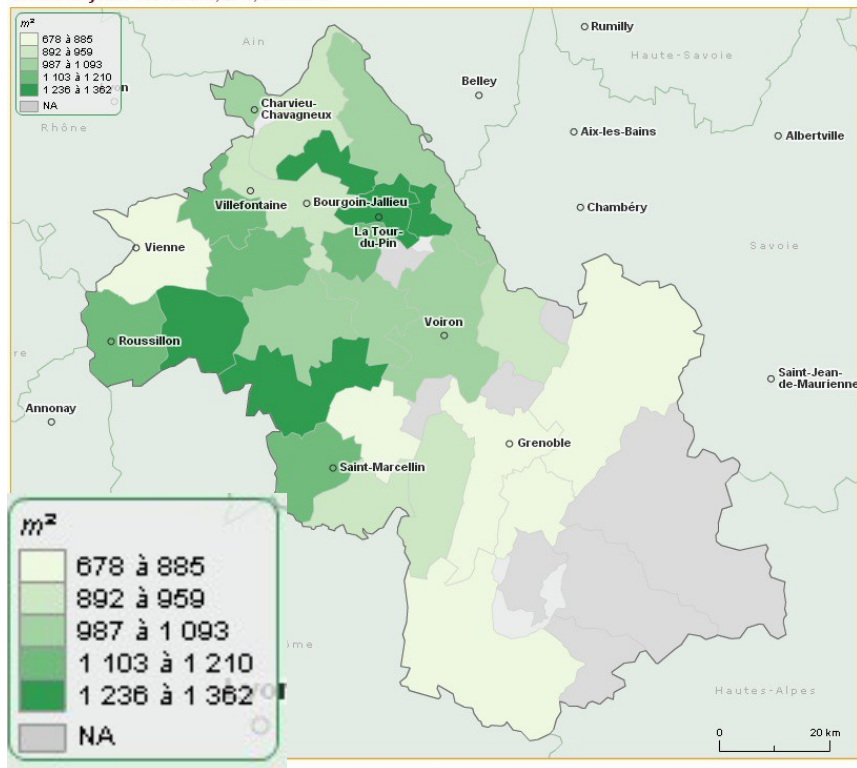 m²
678 à 885
892 à 959
987 à 1 093
1 103 à 1 210
1 236 à 1 362
NA
Ain
Rhône
Rumilly
Haute-Savoie
Belley
Charvieu-
Chavagneux
Aix-les-Bains
Albertville
Villefontaine
Bourgoin-Jallieu
Chambéry
La Tour-
du-Pin
Vienne
Savoie
Roussillon
Voiron
Saint-Jean-
de-Maurienne
Annonay
Grenoble
Saint-Marcellin
m²
678 à 885
892 à 959
987 à 1 093
1 103 à 1 210
1 236 à 1 362
NA
Hautes-Alpes
0 20 km